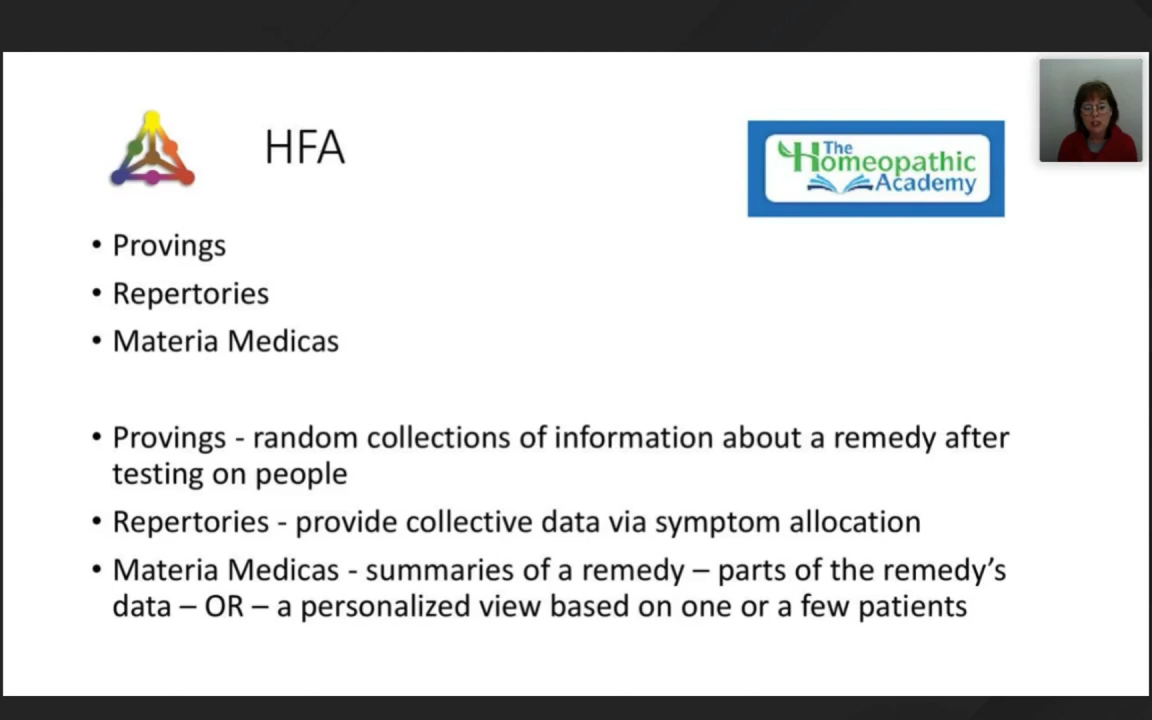 HFA
The
Homeopathic
Academy
• Provings
• Repertories
• Materia Medicas
• Provings - random collections of information about a remedy after
testing on people
• Repertories - provide collective data via symptom allocation
• Materia Medicas - summaries of a remedy – parts of the remedy’s
data – OR – a personalized view based on one or a few patients